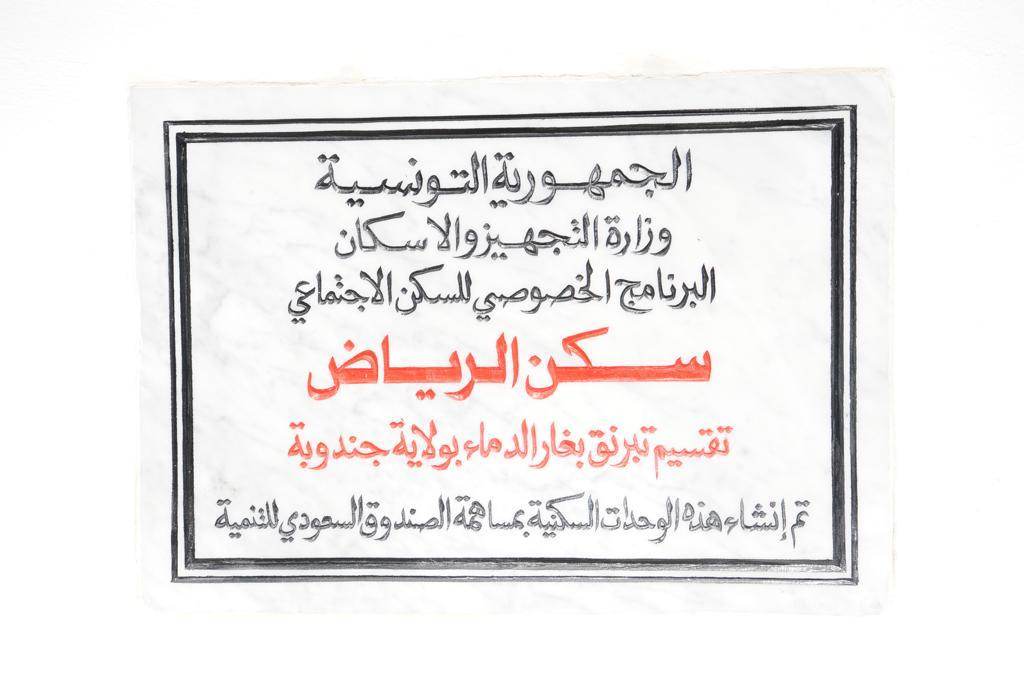 الجمهورية التونسية
وزارة التجهيز والاسكان
البرنامج الخصوصي للسكن الاجتماعي
سكن الرياض
تقسيم تبرنق بغار الدماء بولاية جندوبة
تم إنشاء هذه الوحدات السكنية بمساهمة الصندوق السعودي للتنمية